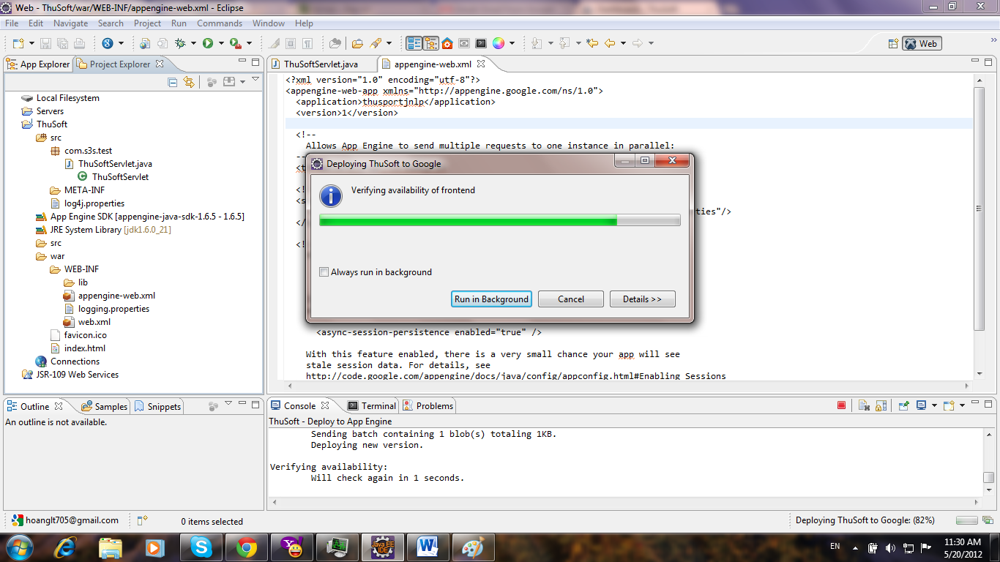 Web - ThuSoft/war/WEB-INF/appengine-web.xml - Eclipse
File Edit Navigate Search Project Run Commands Window Help
Web
App Explorer Project Explorer
Local Filesystem
Servers
ThuSoft
src
com.s3s.test
ThuSoftServlet.java
ThuSoftServlet
META-INF
log4j.properties
App Engine SDK [appengine-java-sdk-1.6.5 - 1.6.5]
JRE System Library [jdk1.6.0_21]
src
war
WEB-INF
lib
appengine-web.xml
logging.properties
web.xml
favicon.ico
index.html
Connections
JSR-109 Web Services
ThuSoftServlet.java appengine-web.xml
<?xml version="1.0" encoding="utf-8"?>
<appengine-web-app xmlns="http://appengine.google.com/ns/1.0">
<application>thusportjnlp</application>
<version>1</version>
<!--
Allows App Engine to send multiple requests to one instance in parallel:
--
<t
<!
<s
ties"/>
</
<!
Deploying ThuSoft to Google
Verifying availability of frontend
Always run in background
Run in Background Cancel Details >>
<async-session-persistence enabled="true" />
With this feature enabled, there is a very small chance your app will see
stale session data. For details, see
http://code.google.com/appengine/docs/java/config/appconfig.html#Enabling_Sessions
Outline Samples Snippets
An outline is not available.
Console Terminal Problems
ThuSoft - Deploy to App Engine
Sending batch containing 1 blob(s) totaling 1KB.
Deploying new version.
Verifying availability:
Will check again in 1 seconds.
hoanglt705@gmail.com
0 items selected
Deploying ThuSoft to Google: (82%)
Java EE
IDE
EN
11:30 AM
5/20/2012